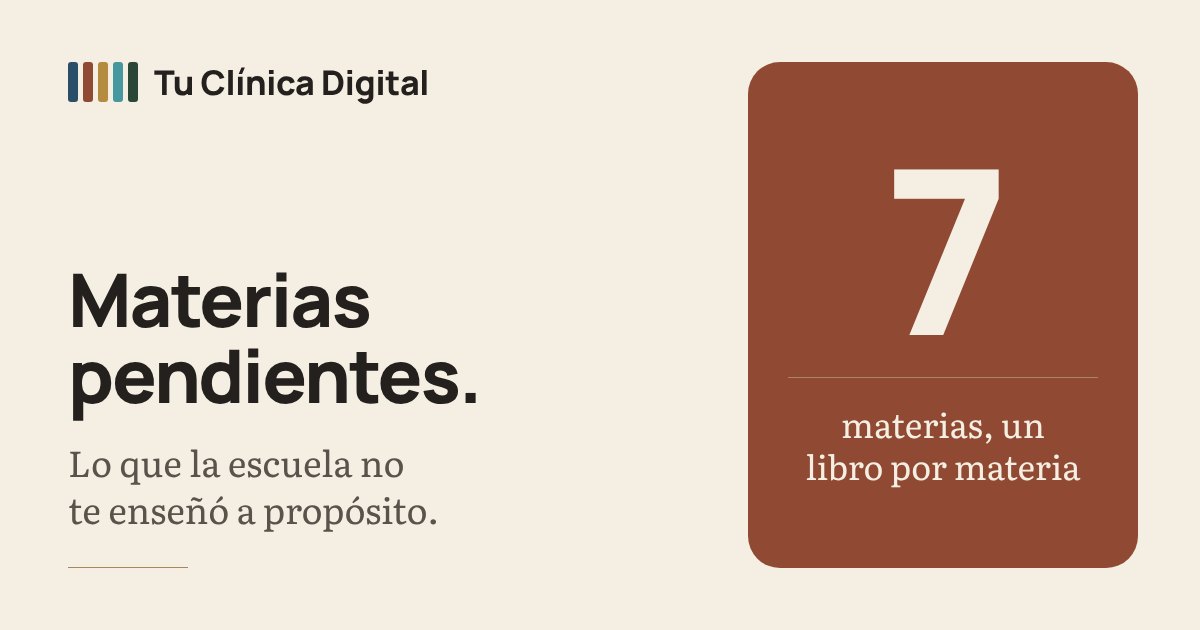 Tu Clínica Digital
Materias
pendientes.
Lo que la escuela no
te enseñó a propósito.
7
materias, un
libro por materia